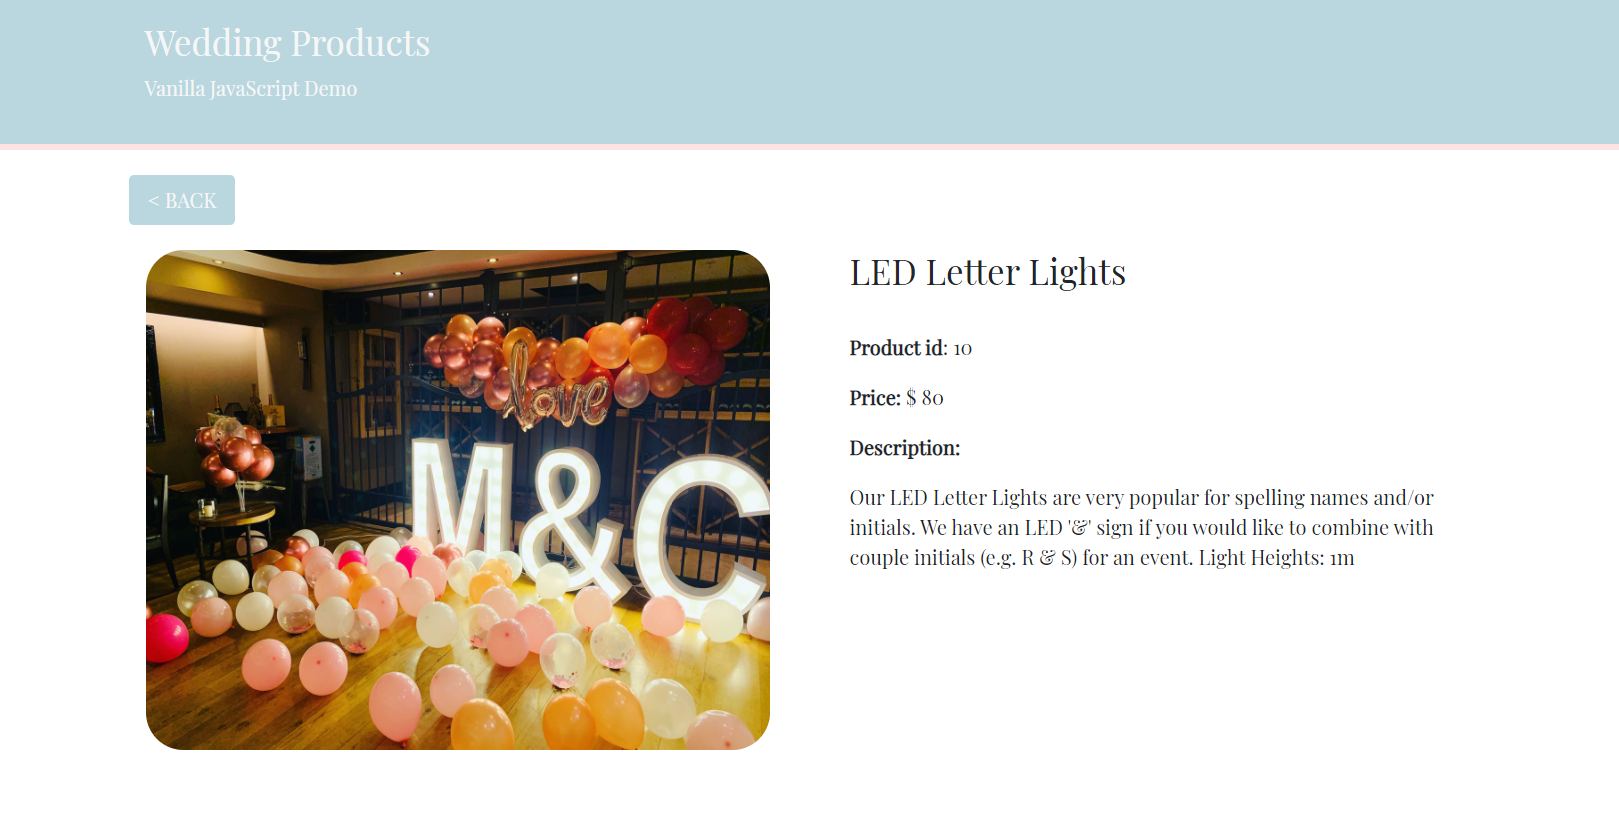 Wedding Products
Vanilla JavaScript Demo
< BACK
love
M&C
LED Letter Lights
Product id: 10
Price: $ 80
Description:
Our LED Letter Lights are very popular for spelling names and/or
initials. We have an LED '&' sign if you would like to combine with
couple initials (e.g. R & S) for an event. Light Heights: 1m